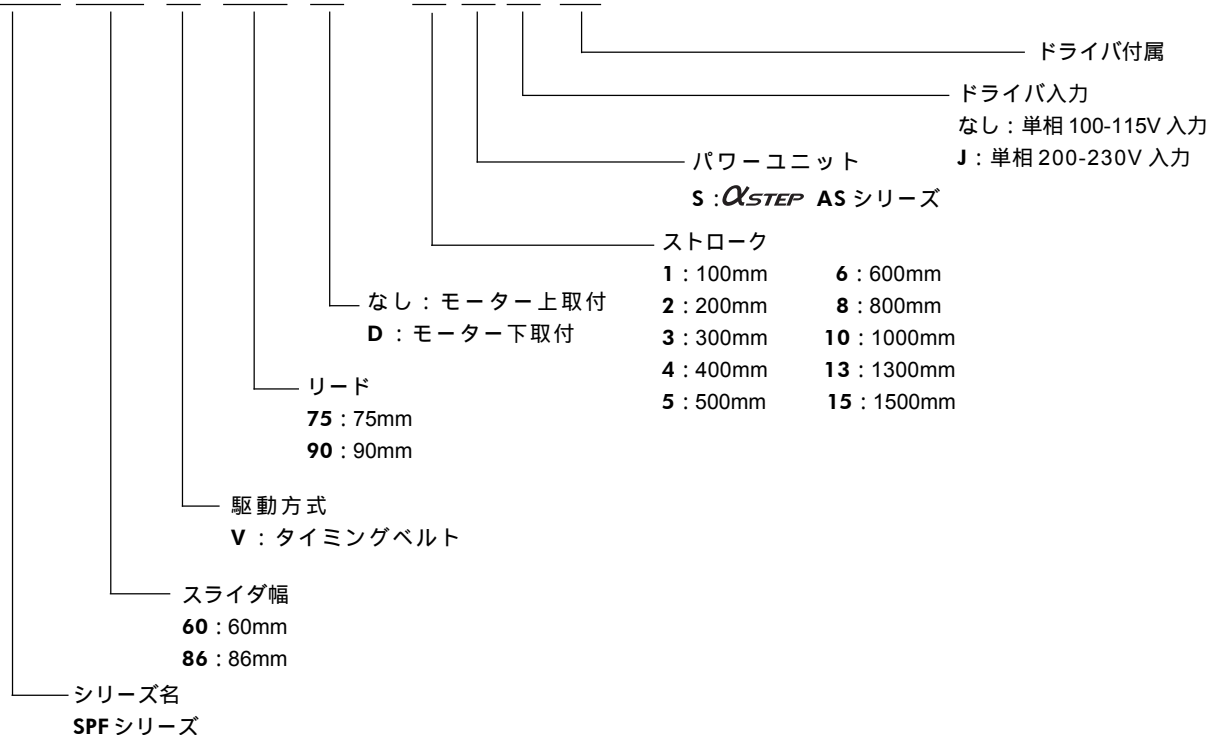 ドライバ付属
ドライバ入力
なし：単相 100-115V 入力
J：単相 200-230V 入力
パワーユニット
S：αSTEP AS シリーズ
ストローク
1：100mm 6：600mm
2：200mm 8：800mm
3：300mm 10：1000mm
4：400mm 13：1300mm
5：500mm 15：1500mm
なし：モーター上取付
D：モーター下取付
リード
75：75mm
90：90mm
駆動方式
V：タイミングベルト
スライダ幅
60：60mm
86：86mm
シリーズ名
SPF シリーズ